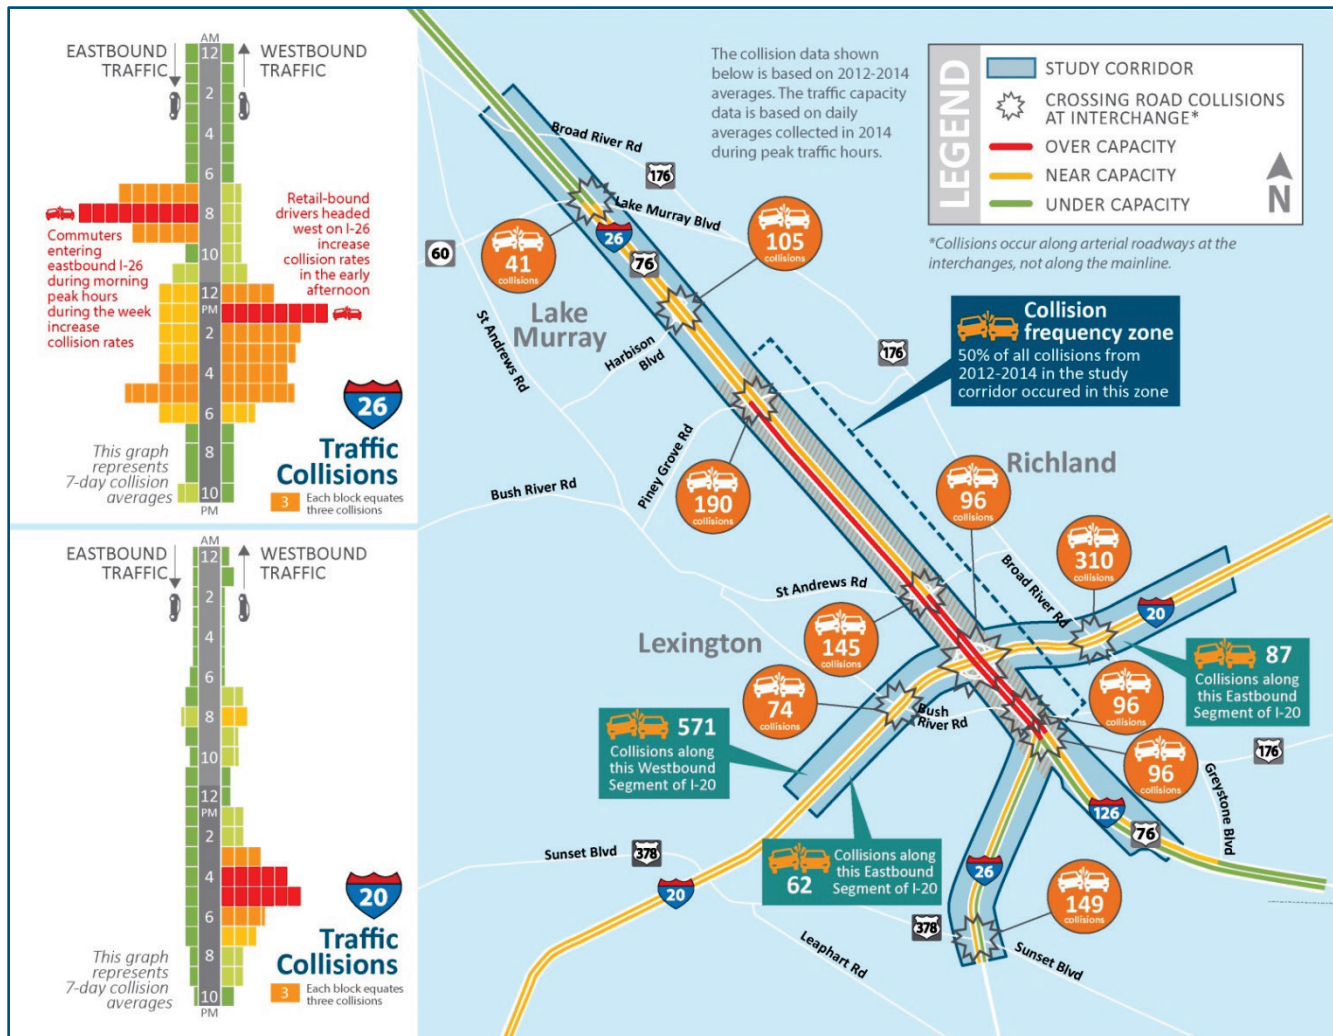 AM
12
2
4
6
8
10
12
PM
2
4
6
8
10
PM
EASTBOUND
TRAFFIC
WESTBOUND
TRAFFIC
Commuters
entering
eastbound I-26
during morning
peak hours
during the week
increase
collision rates
Retail-bound
drivers headed
west on I-26
increase
collision rates
in the early
afternoon
This graph
represents
7-day collision
averages
26
Traffic
Collisions
3
Each block equates
three collisions
AM
12
2
4
6
8
10
12
PM
2
4
6
8
10
PM
EASTBOUND
TRAFFIC
WESTBOUND
TRAFFIC
This graph
represents
7-day collision
averages
20
Traffic
Collisions
3
Each block equates
three collisions
The collision data shown
below is based on 2012-2014
averages. The traffic capacity
data is based on daily
averages collected in 2014
during peak traffic hours.
LEGEND
STUDY CORRIDOR
CROSSING ROAD COLLISIONS
AT INTERCHANGE*
OVER CAPACITY
NEAR CAPACITY
UNDER CAPACITY
N
*Collisions occur along arterial roadways at the
interchanges, not along the mainline.
Collision
frequency zone
50% of all collisions from
2012-2014 in the study
corridor occured in this zone
Broad River Rd
176
Lake Murray Blvd
26
76
60
41
collisions
105
collisions
Lake
Murray
St Andrews Rd
Harbison
Blvd
176
Piney Grove Rd
190
collisions
Bush River Rd
Richland
96
collisions
310
collisions
Broad River Rd
20
St Andrews Rd
145
collisions
Lexington
74
collisions
Bush
River Rd
87
Collisions along
this Eastbound
Segment of I-20
96
collisions
96
collisions
176
Greystone Blvd
571
Collisions along
this Westbound
Segment of I-20
126
76
62
Collisions along
this Eastbound
Segment of I-20
Sunset Blvd
378
20
26
149
collisions
378
Sunset Blvd
Leaphart Rd